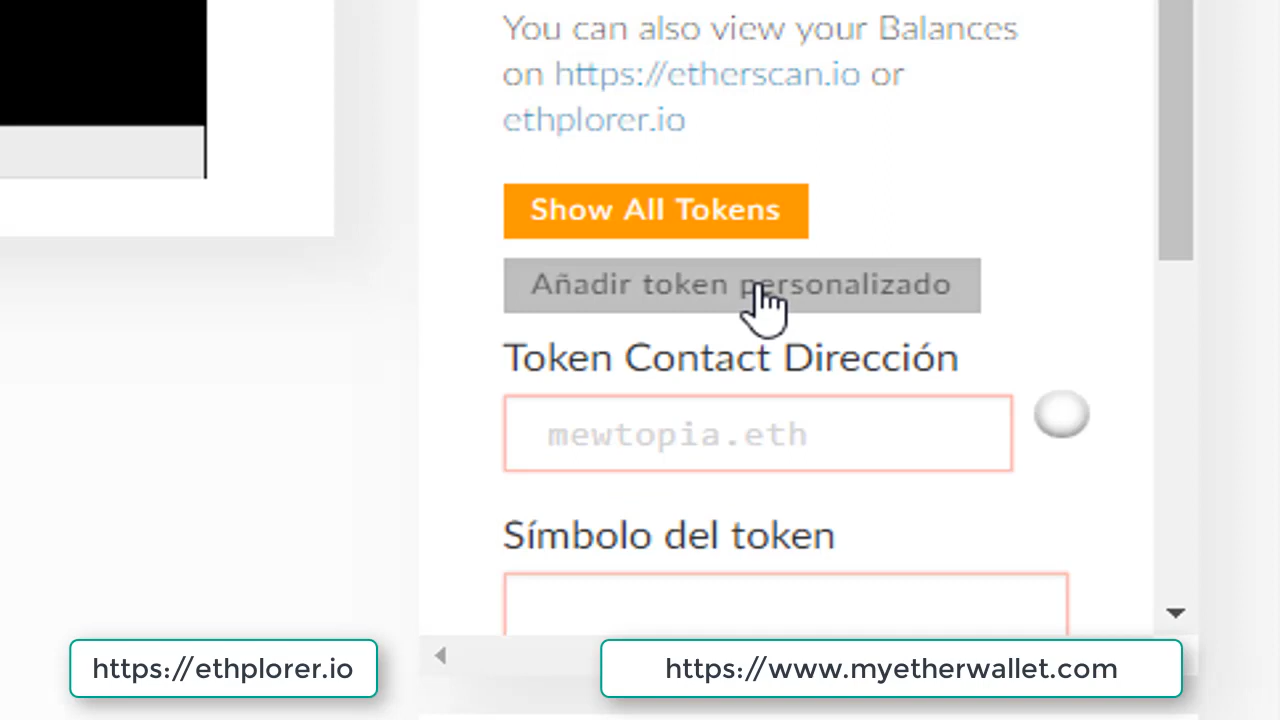 You can also view your Balances
on https://etherscan.io or
ethplorer.io
Show All Tokens
Añadir token personalizado
Token Contact Dirección
mewtopia.eth
Símbolo del token
https://ethplorer.io
https://www.myetherwallet.com